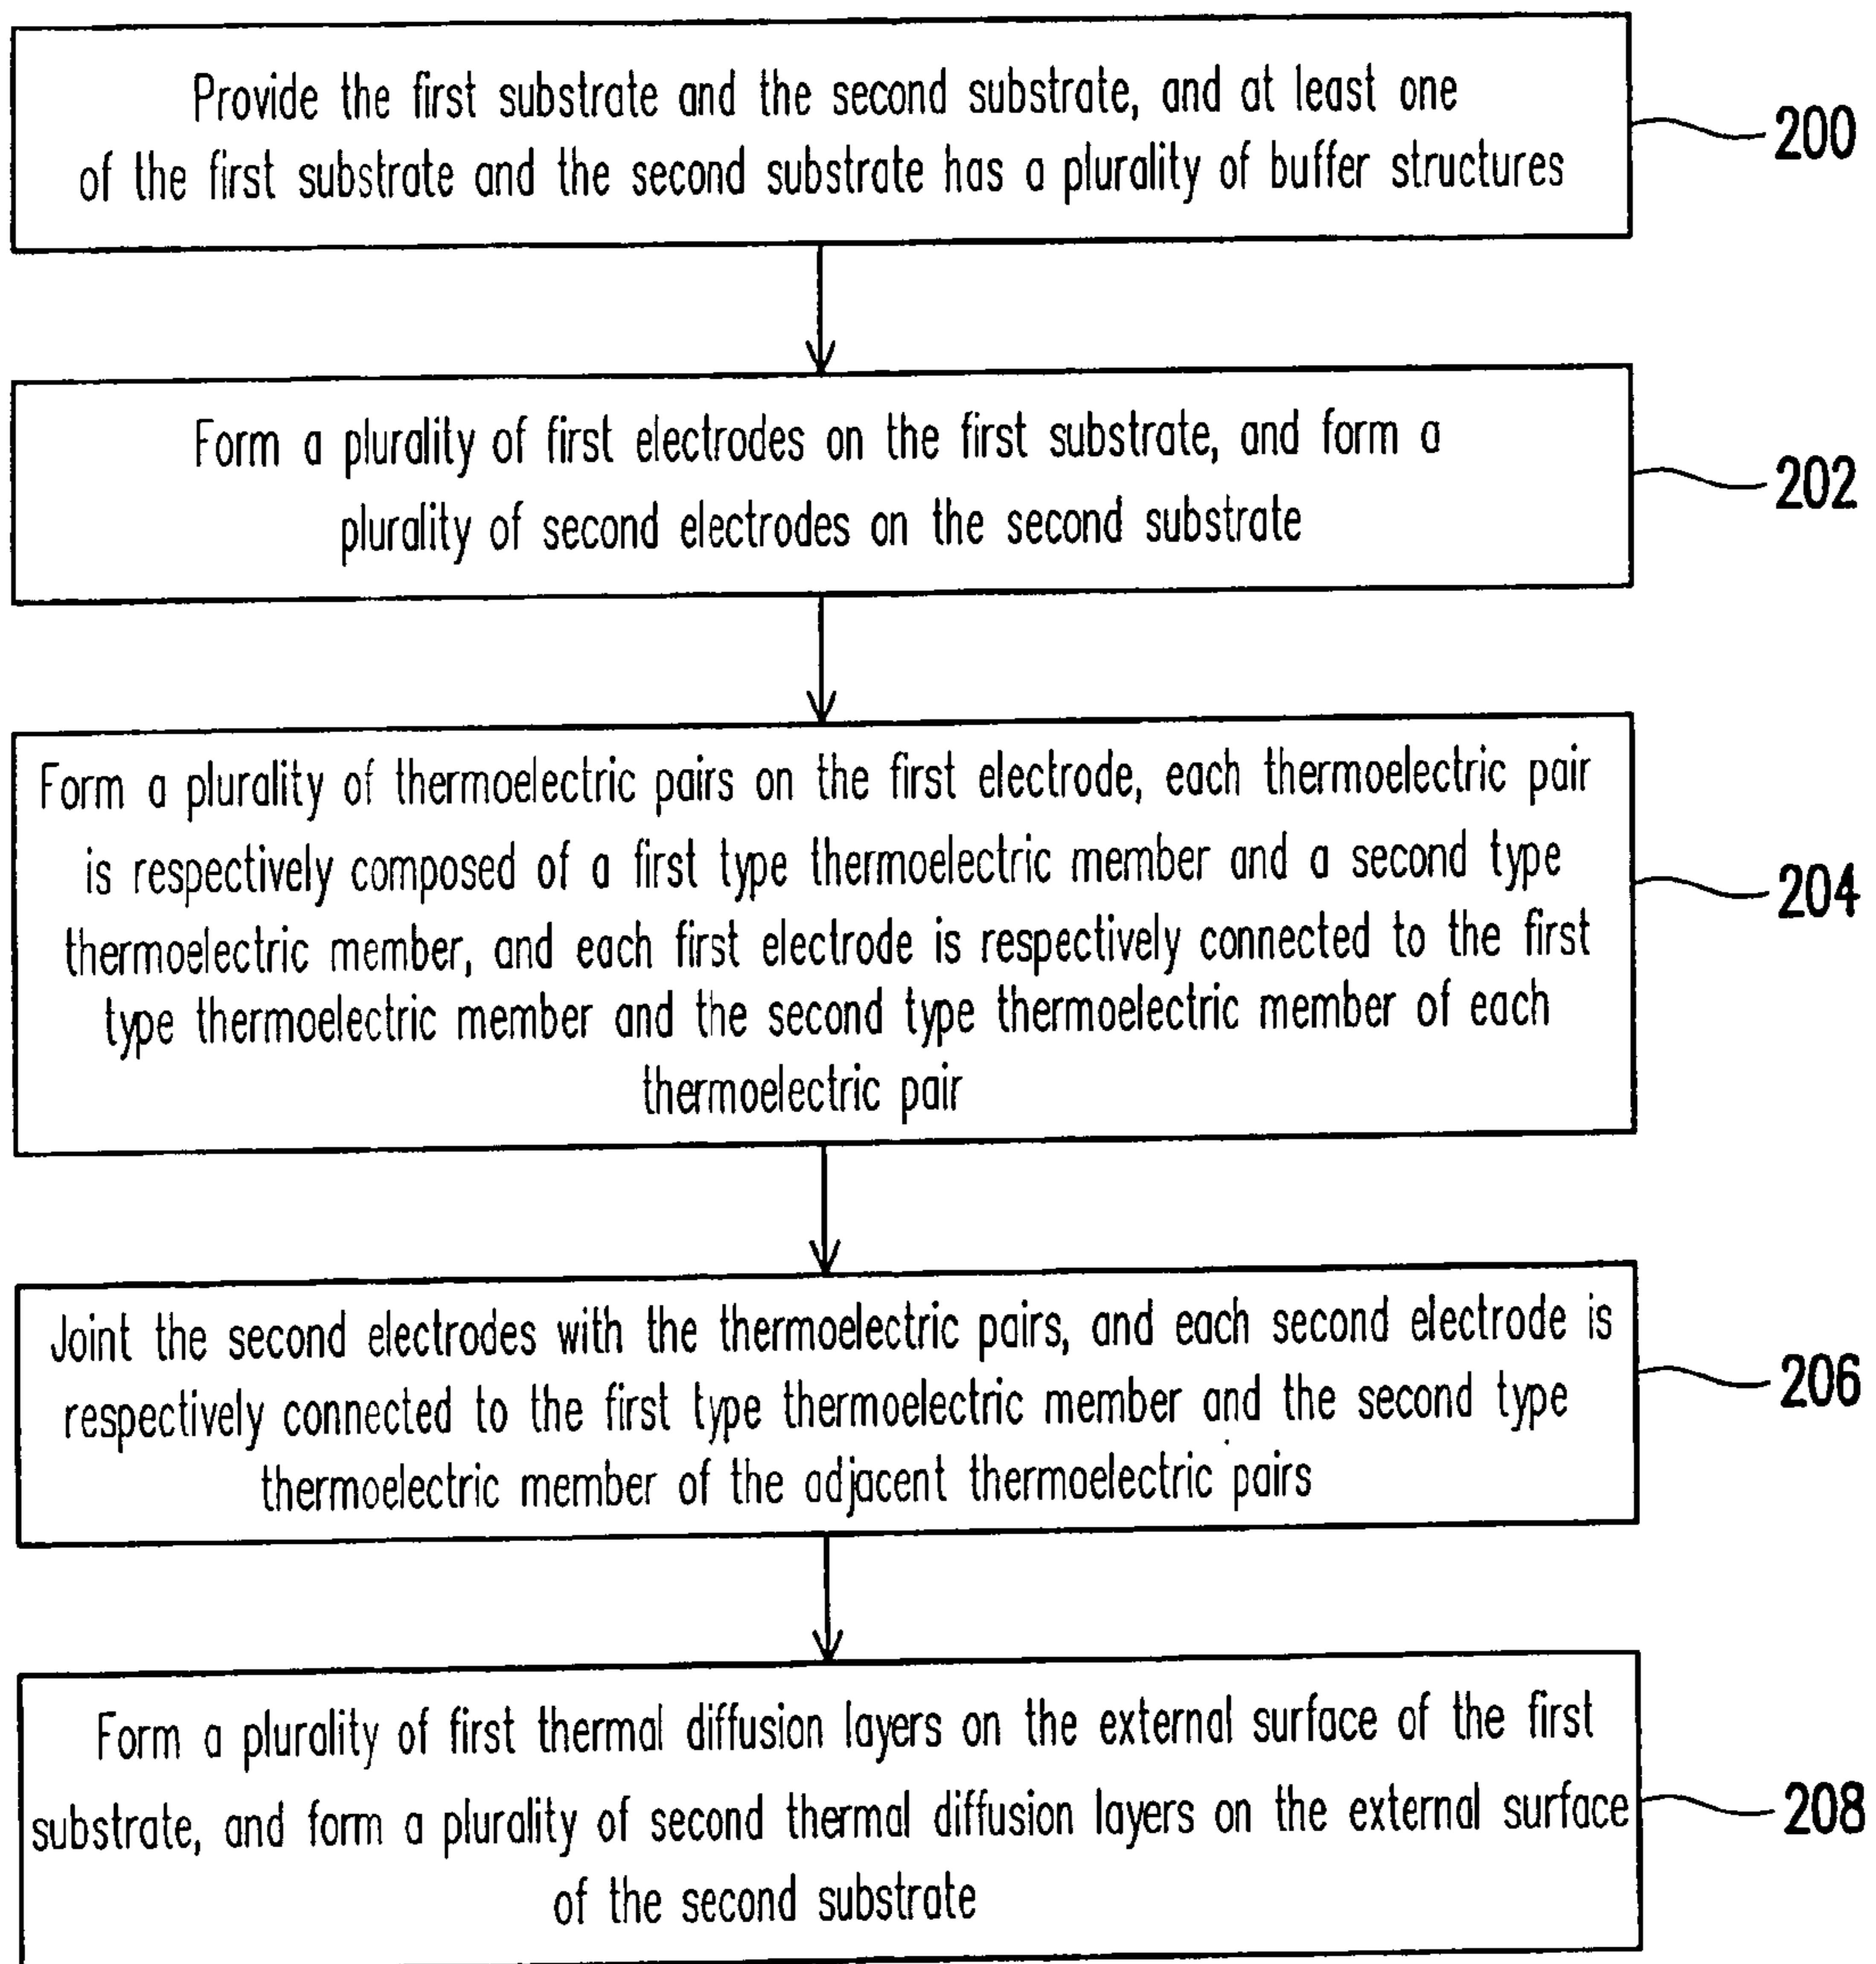 Provide the first substrate and the second substrate, and at least one
of the first substrate and the second substrate has a plurality of buffer structures
200
Form a plurality of first electrodes on the first substrate, and form a
plurality of second electrodes on the second substrate
202
Form a plurality of thermoelectric pairs on the first electrode, each thermoelectric pair
is respectively composed of a first type thermoelectric member and a second type
thermoelectric member, and each first electrode is respectively connected to the first
type thermoelectric member and the second type thermoelectric member of each
thermoelectric pair
204
Joint the second electrodes with the thermoelectric pairs, and each second electrode is
respectively connected to the first type thermoelectric member and the second type
thermoelectric member of the adjacent thermoelectric pairs
206
Form a plurality of first thermal diffusion layers on the external surface of the first
substrate, and form a plurality of second thermal diffusion layers on the external surface
of the second substrate
208